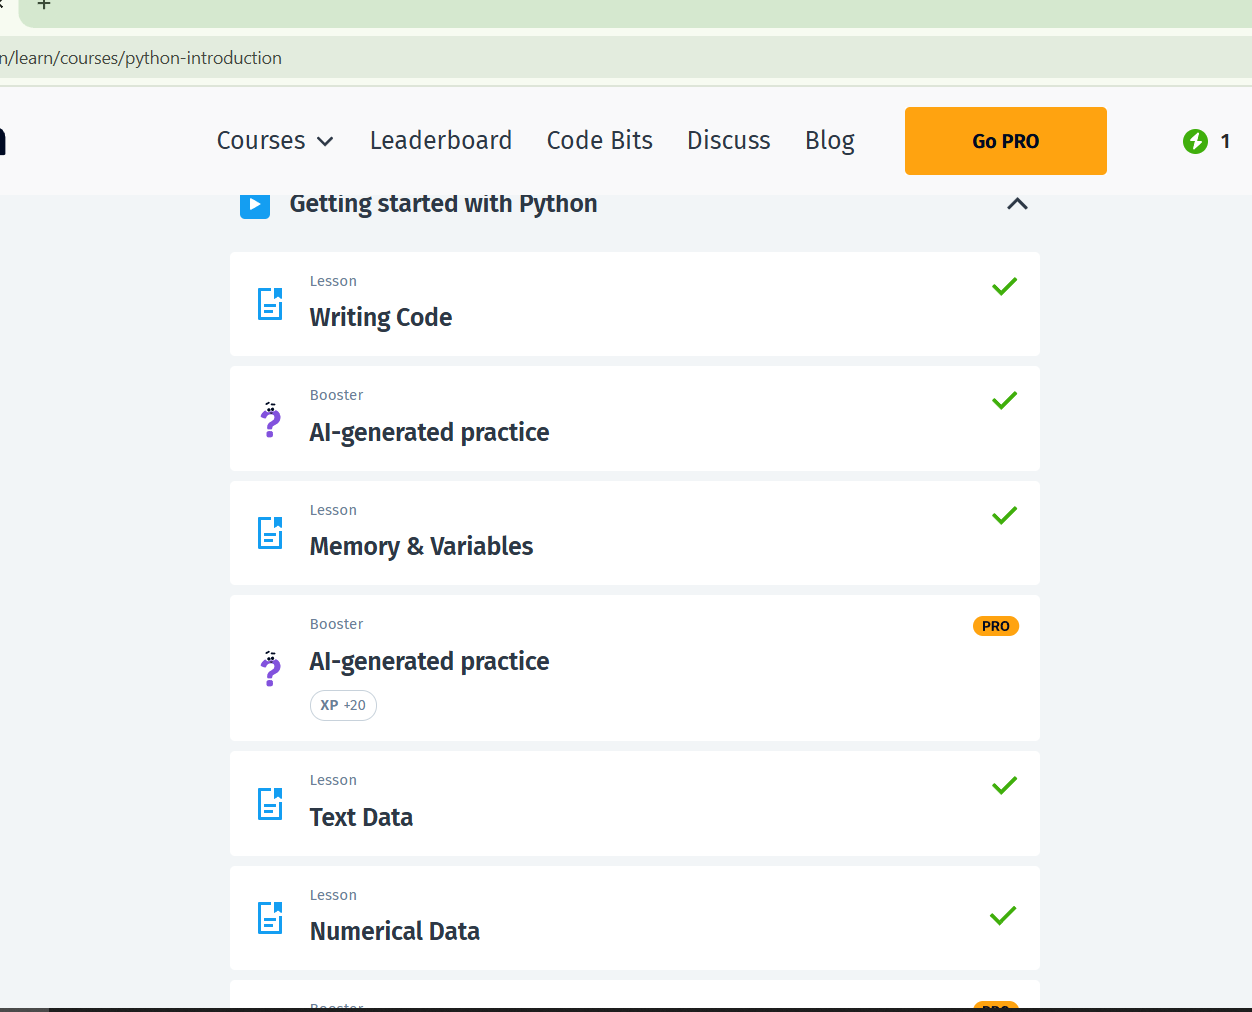 n/learn/courses/python-introduction
Courses Leaderboard Code Bits Discuss Blog Go PRO 1
Getting started with Python
Lesson
Writing Code
Booster
AI-generated practice
Lesson
Memory & Variables
Booster
PRO
AI-generated practice
XP +20
Lesson
Text Data
Lesson
Numerical Data
Booster
PRO